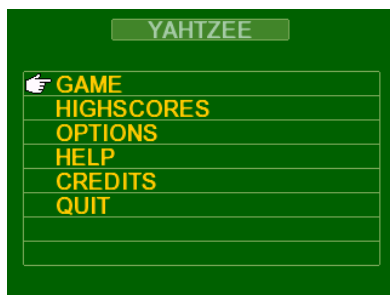 YAHTZEE
GAME
HIGHSCORES
OPTIONS
HELP
CREDITS
QUIT